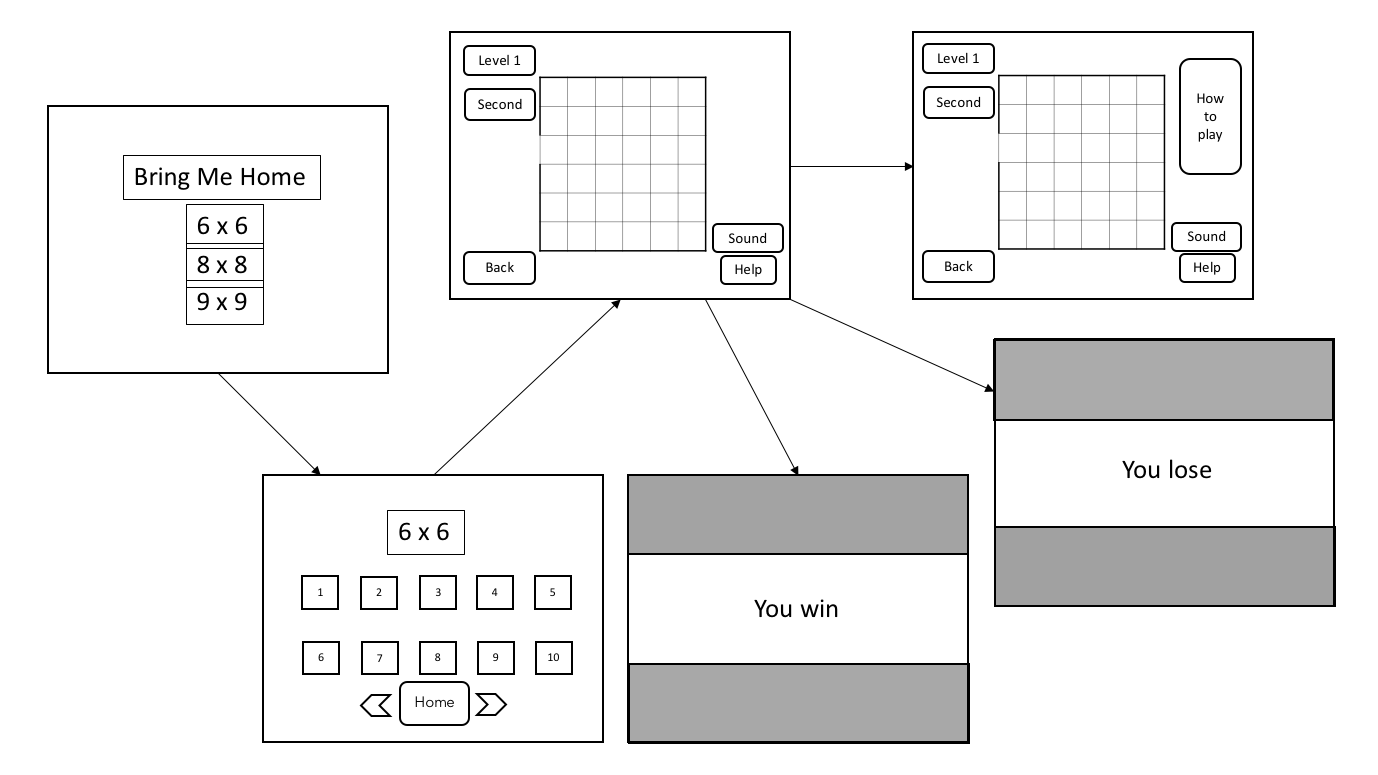 Bring Me Home
6 x 6
8 x 8
9 x 9
Level 1
Second
Back
Sound
Help
Level 1
Second
How
to
play
Back
Sound
Help
6 x 6
1 2 3 4 5
6 7 8 9 10
Home
You win
You lose